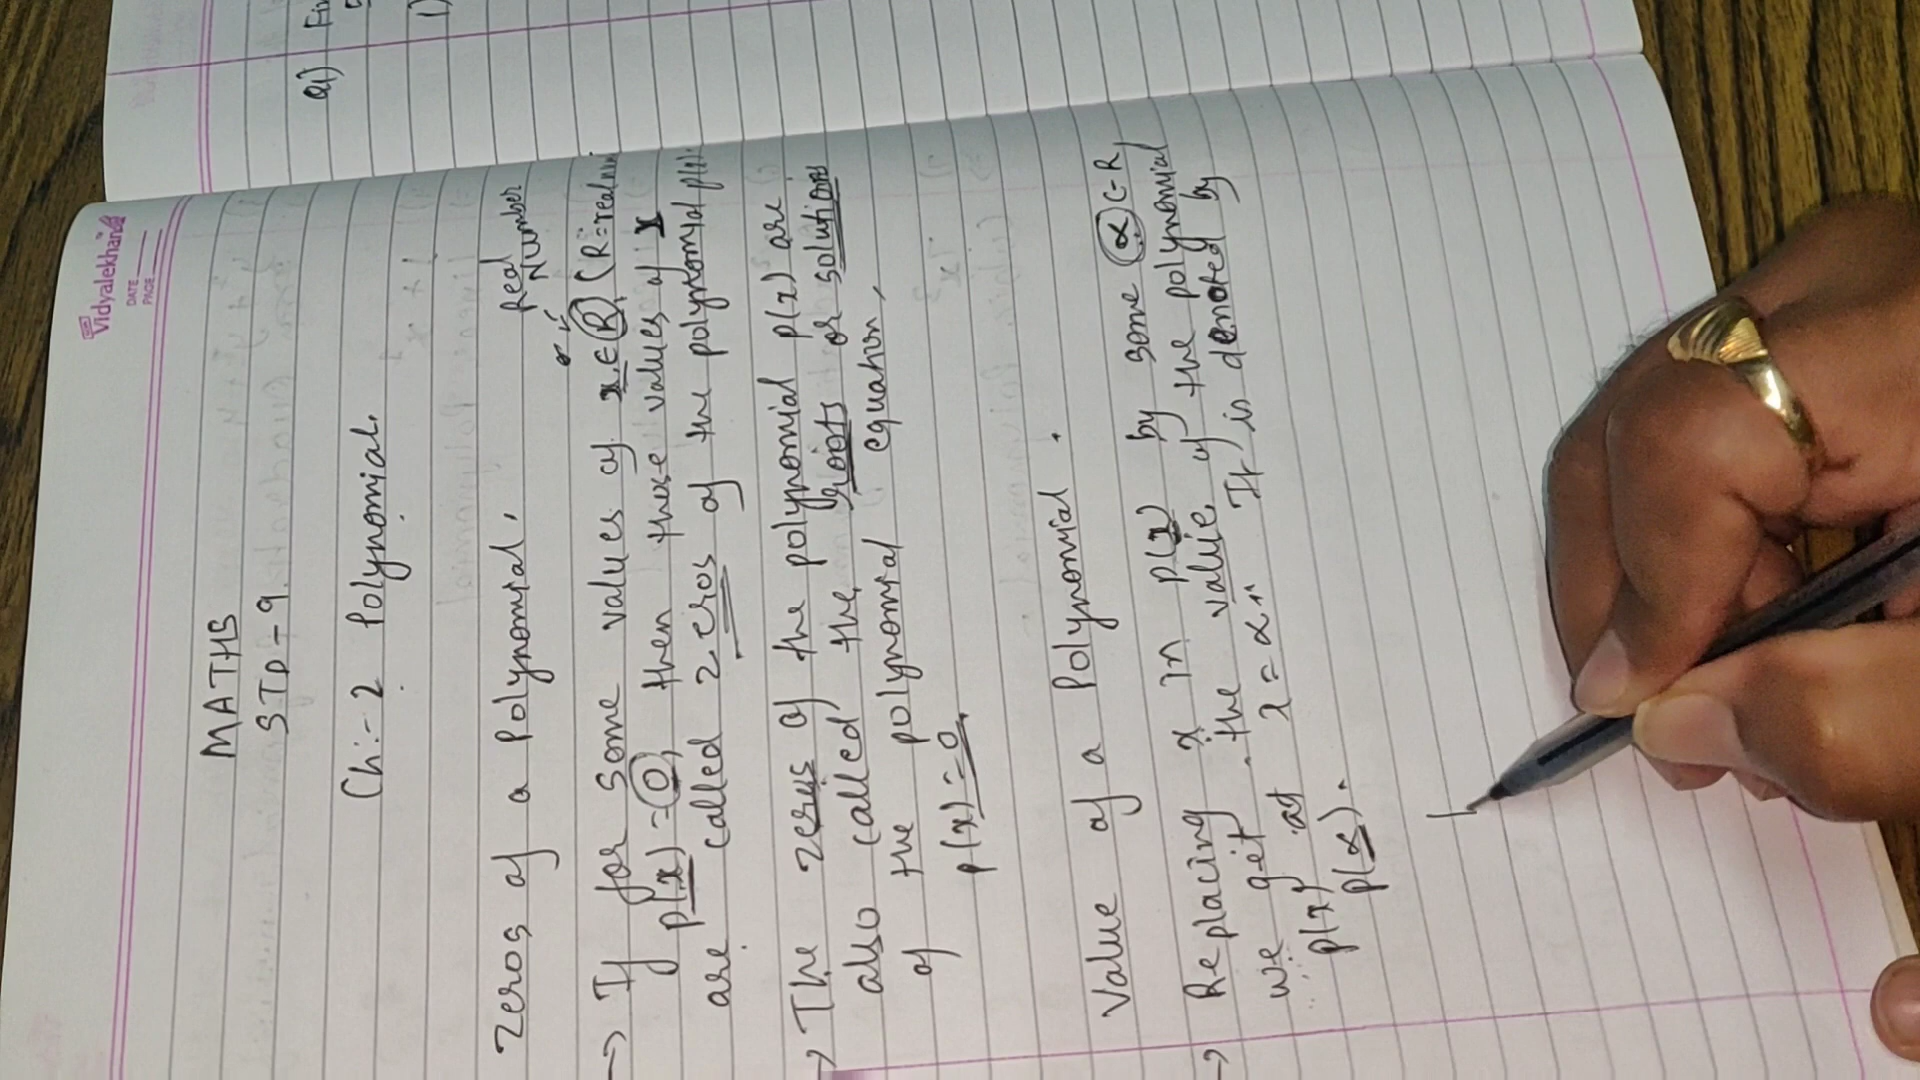 Vidyalekhan
DATE
PAGE
MATHS
STD-9.
Ch:-2 Polynomial.
Zeros of a Polynomial.
Real
Number
→ If for some values of x ∈ R (R = real
p(x) = 0, then those values of x
are called zeros of the polynomial p(x).
→ The zeros of the polynomial p(x) are
also called the roots or solutions
of the polynomial equation,
p(x) = 0.
Value of a Polynomial.
→ Replacing x in p(x) by some α ∈ R
we get the value of the polynomial
p(x) at x = α. It is denoted by
p(α).
Q1)
1)